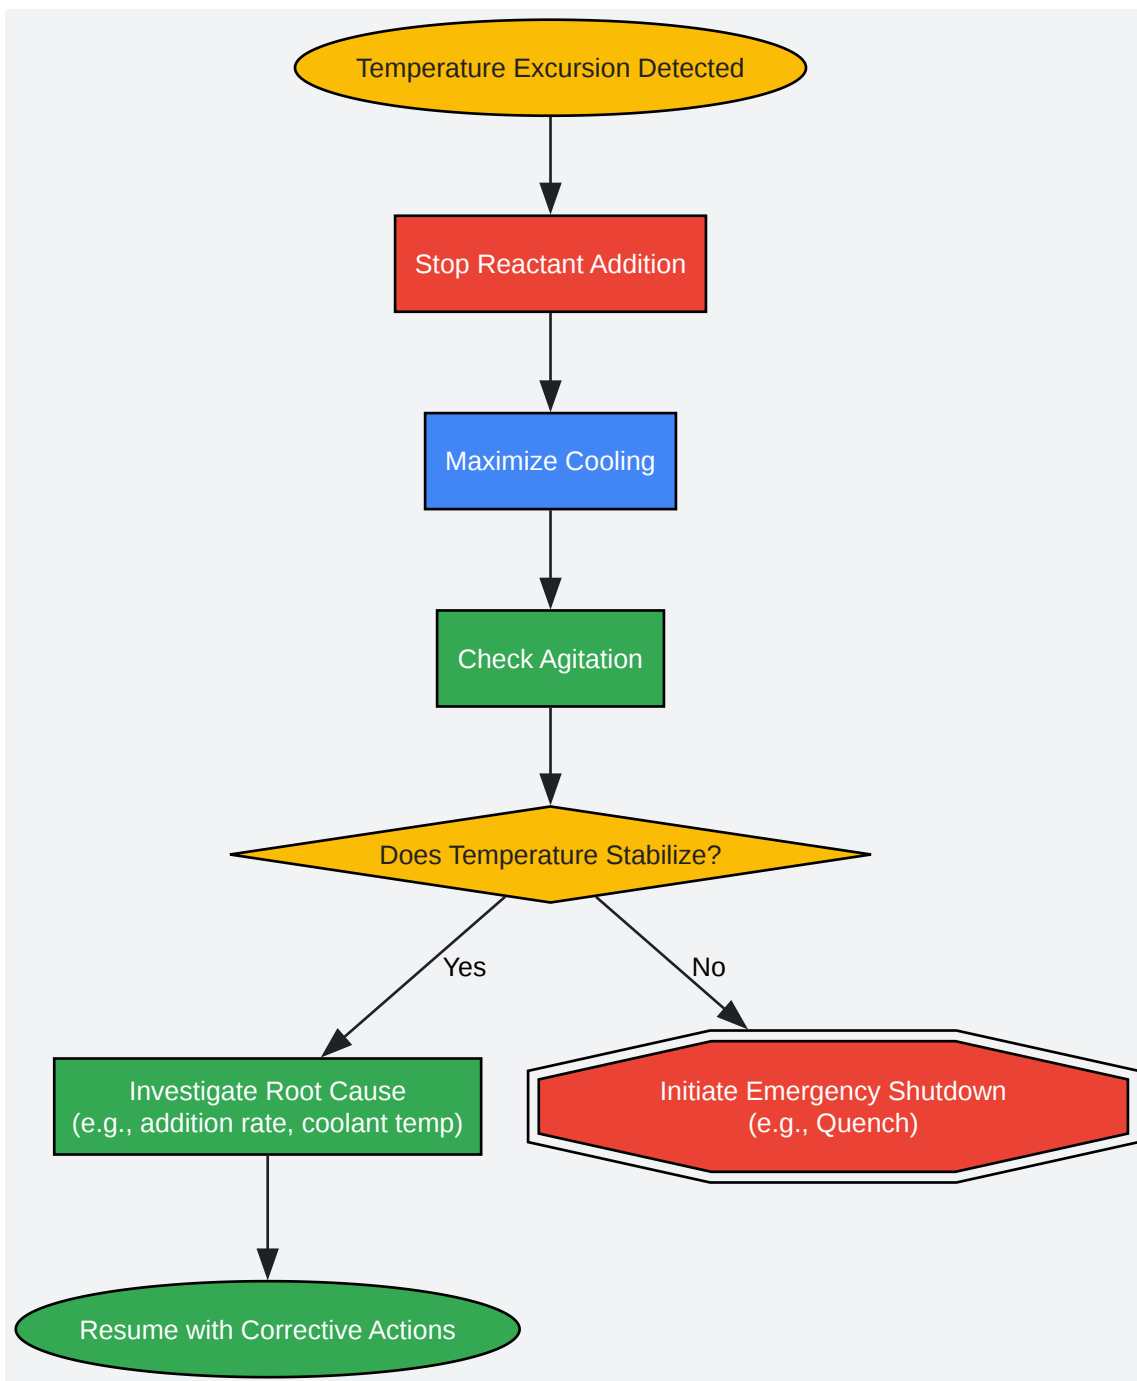 Temperature Excursion Detected
Stop Reactant Addition
Maximize Cooling
Check Agitation
Does Temperature Stabilize?
Yes
No
Investigate Root Cause
(e.g., addition rate, coolant temp)
Initiate Emergency Shutdown
(e.g., Quench)
Resume with Corrective Actions